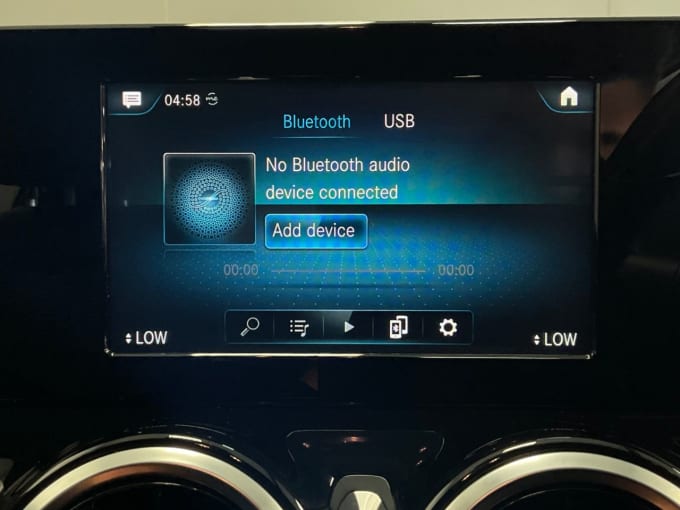 04:58
Bluetooth USB
No Bluetooth audio
device connected
Add device
00:00 00:00
LOW LOW